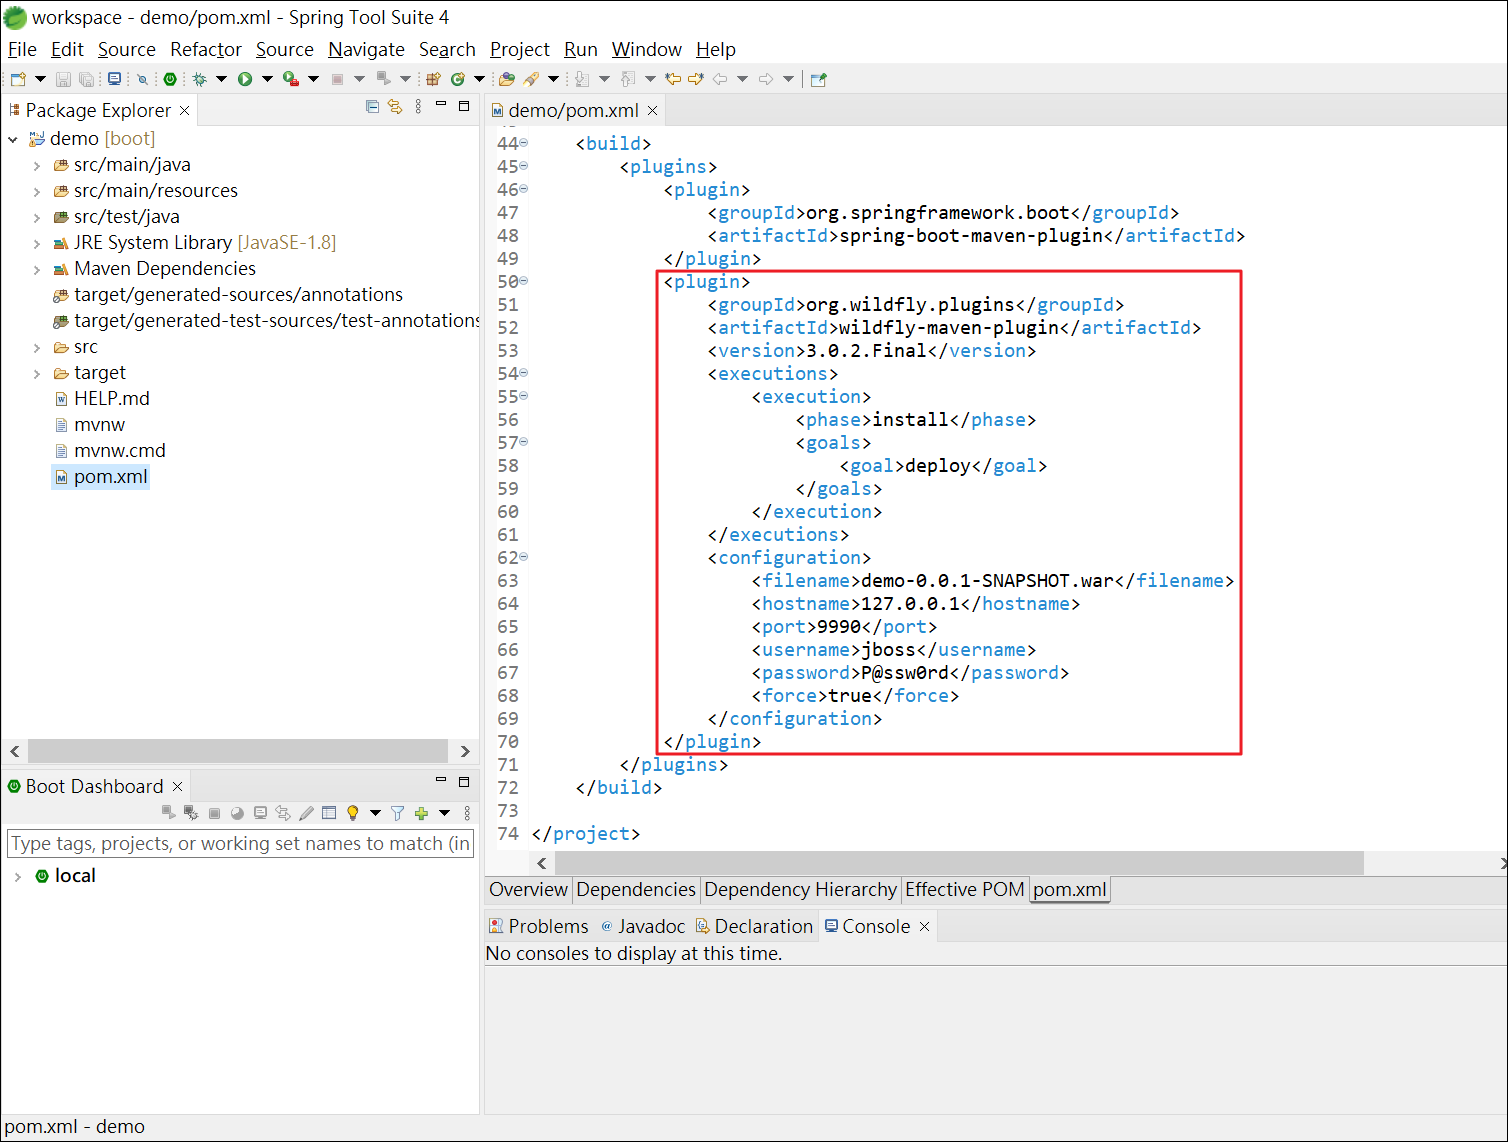 workspace - demo/pom.xml - Spring Tool Suite 4
File Edit Source Refactor Source Navigate Search Project Run Window Help
Package Explorer
demo [boot]
src/main/java
src/main/resources
src/test/java
JRE System Library [JavaSE-1.8]
Maven Dependencies
target/generated-sources/annotations
target/generated-test-sources/test-annotations
src
target
HELP.md
mvnw
mvnw.cmd
pom.xml
Boot Dashboard
Type tags, projects, or working set names to match (in
local
demo/pom.xml
44 <build>
45 <plugins>
46 <plugin>
47 <groupId>org.springframework.boot</groupId>
48 <artifactId>spring-boot-maven-plugin</artifactId>
49 </plugin>
50 <plugin>
51 <groupId>org.wildfly.plugins</groupId>
52 <artifactId>wildfly-maven-plugin</artifactId>
53 <version>3.0.2.Final</version>
54 <executions>
55 <execution>
56 <phase>install</phase>
57 <goals>
58 <goal>deploy</goal>
59 </goals>
60 </execution>
61 </executions>
62 <configuration>
63 <filename>demo-0.0.1-SNAPSHOT.war</filename>
64 <hostname>127.0.0.1</hostname>
65 <port>9990</port>
66 <username>jboss</username>
67 <password>P@ssw0rd</password>
68 <force>true</force>
69 </configuration>
70 </plugin>
71 </plugins>
72 </build>
73
74 </project>
Overview Dependencies Dependency Hierarchy Effective POM pom.xml
Problems Javadoc Declaration Console
No consoles to display at this time.
pom.xml - demo